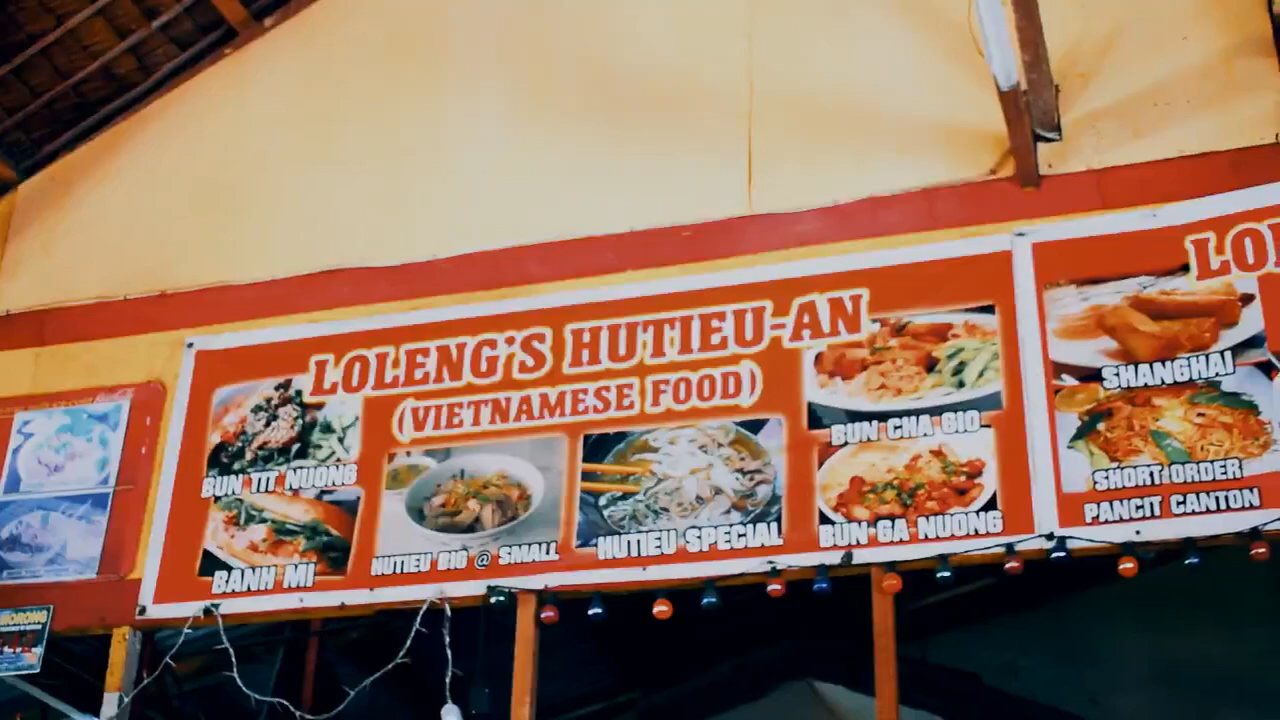 LOLENG'S HUTIEU-AN
(VIETNAMESE FOOD)
BUN TIT NUONG
BANH MI
HUTIEU BIG @ SMALL
HUTIEU SPECIAL
BUN CHA GIO
BUN GA NUONG
SHANGHAI
SHORT ORDER
PANCIT CANTON